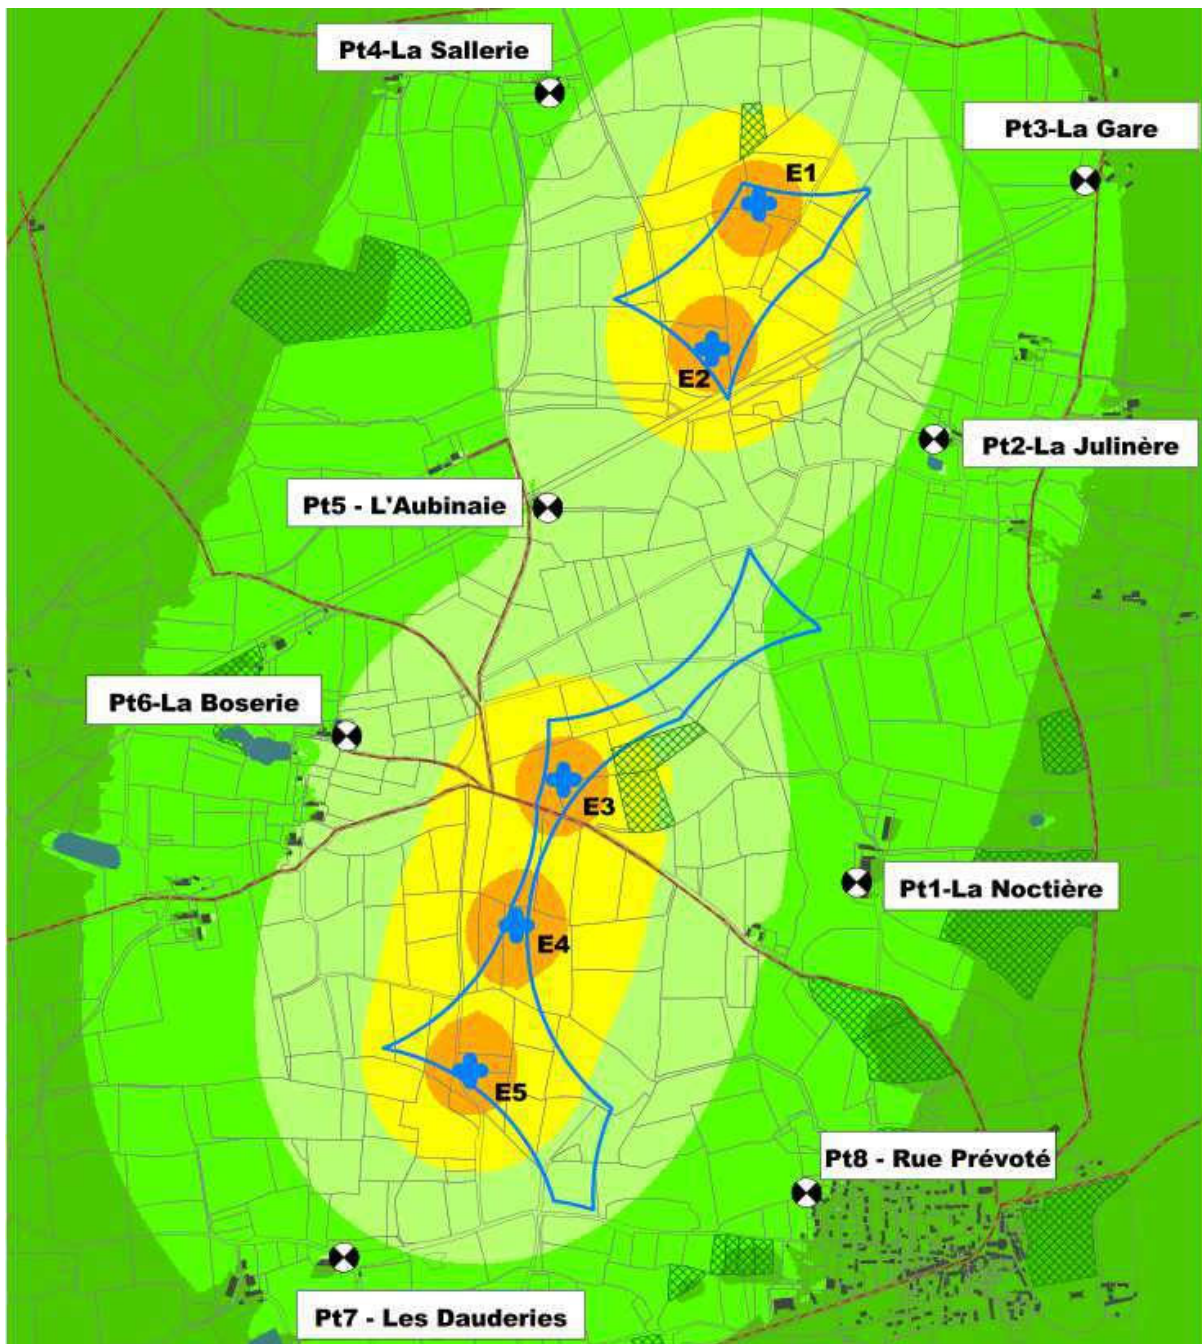 Pt4-La Sallerie
Pt3-La Gare
E1
E2
Pt2-La Julinère
Pt5 - L'Aubinaie
Pt6-La Boserie
E3
Pt1-La Noctière
E4
E5
Pt8 - Rue Prévoté
Pt7 - Les Dauderies